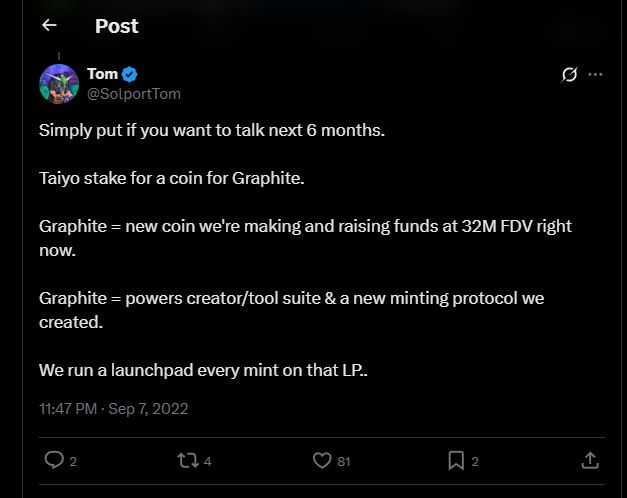 Post
Tom
@SolportTom
Simply put if you want to talk next 6 months.
Taiyo stake for a coin for Graphite.
Graphite = new coin we're making and raising funds at 32M FDV right
now.
Graphite = powers creator/tool suite & a new minting protocol we
created.
We run a launchpad every mint on that LP..
11:47 PM · Sep 7, 2022
2
4
81
2